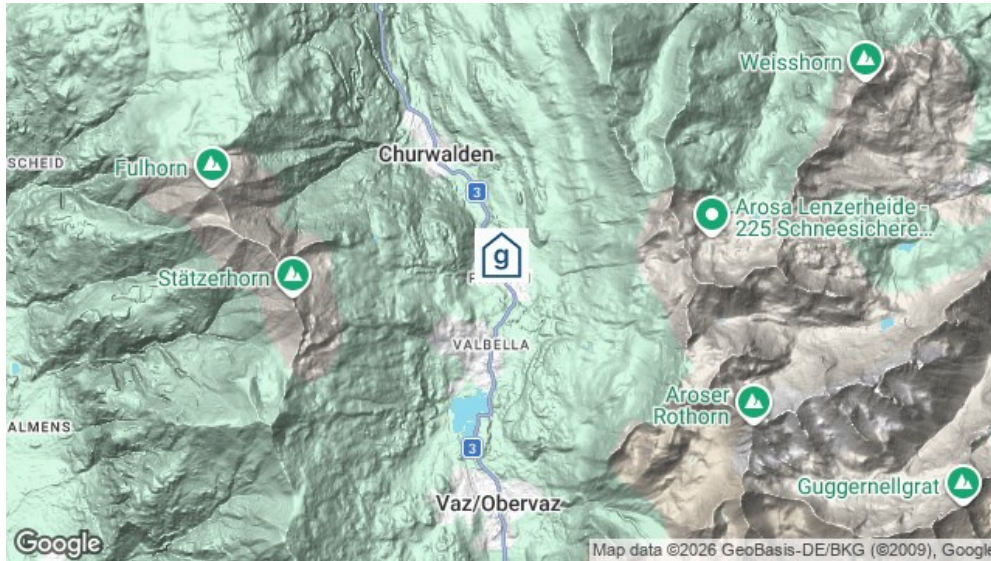 Weisshorn
SCHEID
Fulhorn
Churwalden
3
Arosa Lenzerheide -
225 Schneesichere...
g
Stätzerhorn
VALBELLA
ALMENS
Aroser
Rothorn
3
Vaz/Obervaz
Guggernellgrat
Google
Map data ©2026 GeoBasis-DE/BKG (©2009), Google